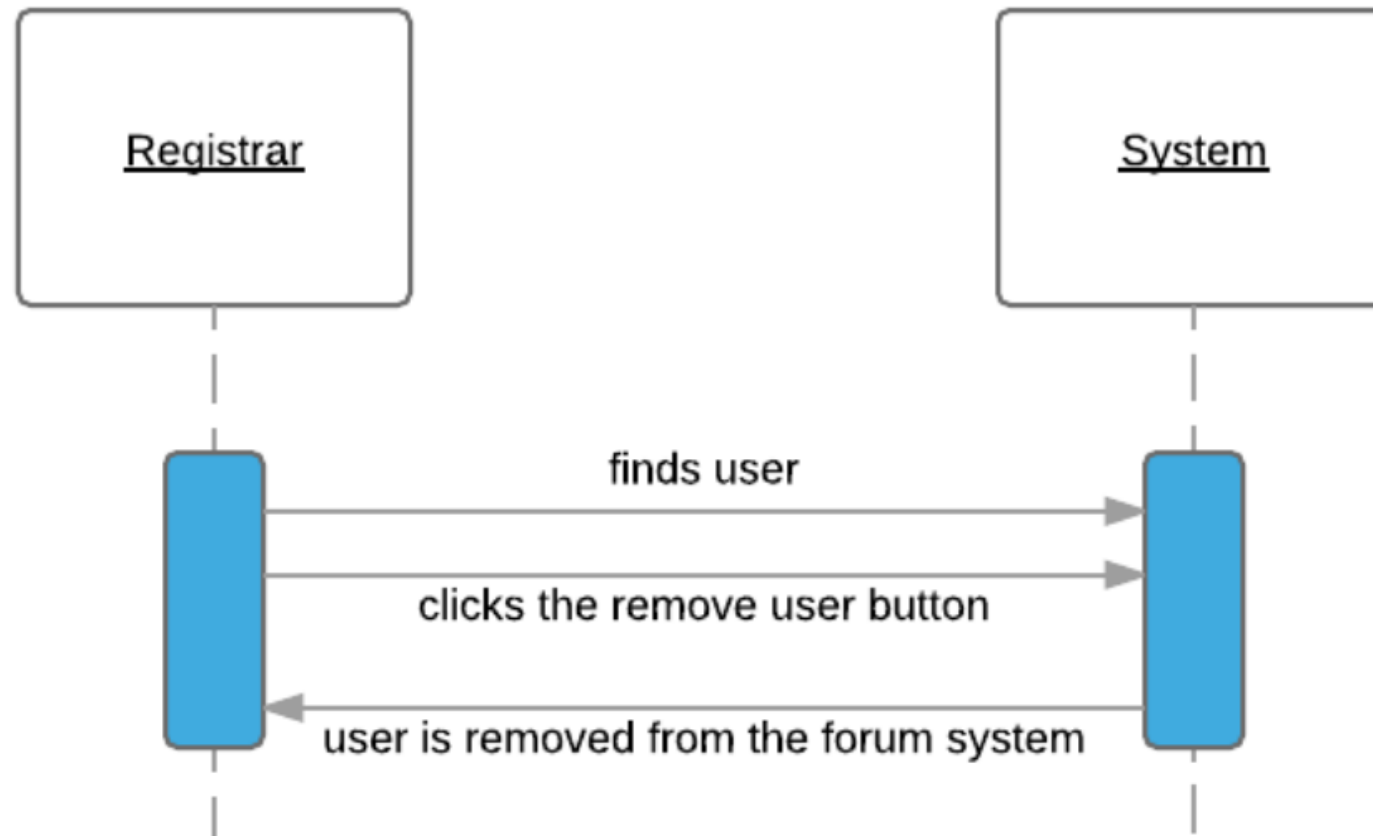 Registrar
System
finds user
clicks the remove user button
user is removed from the forum system